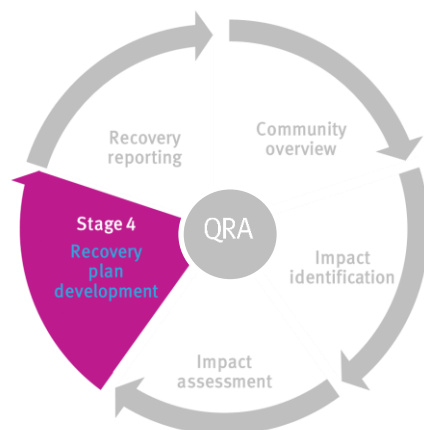 Recovery
reporting
Community
overview
Stage 4
Recovery
plan
development
QRA
Impact
identification
Impact
assessment